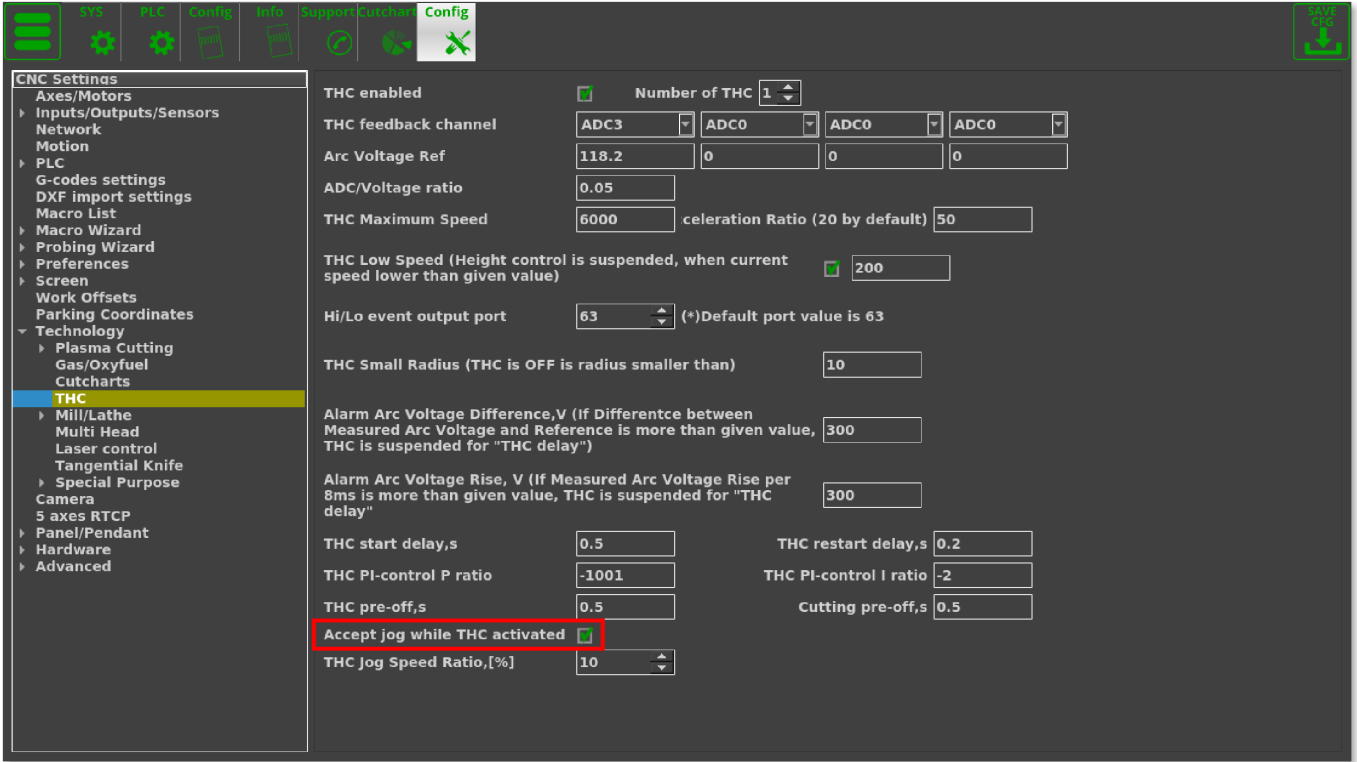 SYS PLC Config Info Support Cutchart Config
SAVE
CFG
CNC Settings
Axes/Motors
Inputs/Outputs/Sensors
Network
Motion
PLC
G-codes settings
DXF import settings
Macro List
Macro Wizard
Probing Wizard
Preferences
Screen
Work Offsets
Parking Coordinates
Technology
Plasma Cutting
Gas/Oxyfuel
Cutcharts
THC
Mill/Lathe
Multi Head
Laser control
Tangential Knife
Special Purpose
Camera
5 axes RTCP
Panel/Pendant
Hardware
Advanced
THC enabled Number of THC 1
THC feedback channel ADC3 ADC0 ADC0 ADC0
Arc Voltage Ref 118.2 0 0 0
ADC/Voltage ratio 0.05
THC Maximum Speed 6000 celeration Ratio (20 by default) 50
THC Low Speed (Height control is suspended, when current
speed lower than given value) 200
Hi/Lo event output port 63 (*)Default port value is 63
THC Small Radius (THC is OFF is radius smaller than) 10
Alarm Arc Voltage Difference,V (If Differentce between
Measured Arc Voltage and Reference is more than given value, 300
THC is suspended for "THC delay")
Alarm Arc Voltage Rise, V (If Measured Arc Voltage Rise per
8ms is more than given value, THC is suspended for "THC 300
delay"
THC start delay,s 0.5 THC restart delay,s 0.2
THC PI-control P ratio -1001 THC PI-control I ratio -2
THC pre-off,s 0.5 Cutting pre-off,s 0.5
Accept jog while THC activated
THC Jog Speed Ratio,[%] 10